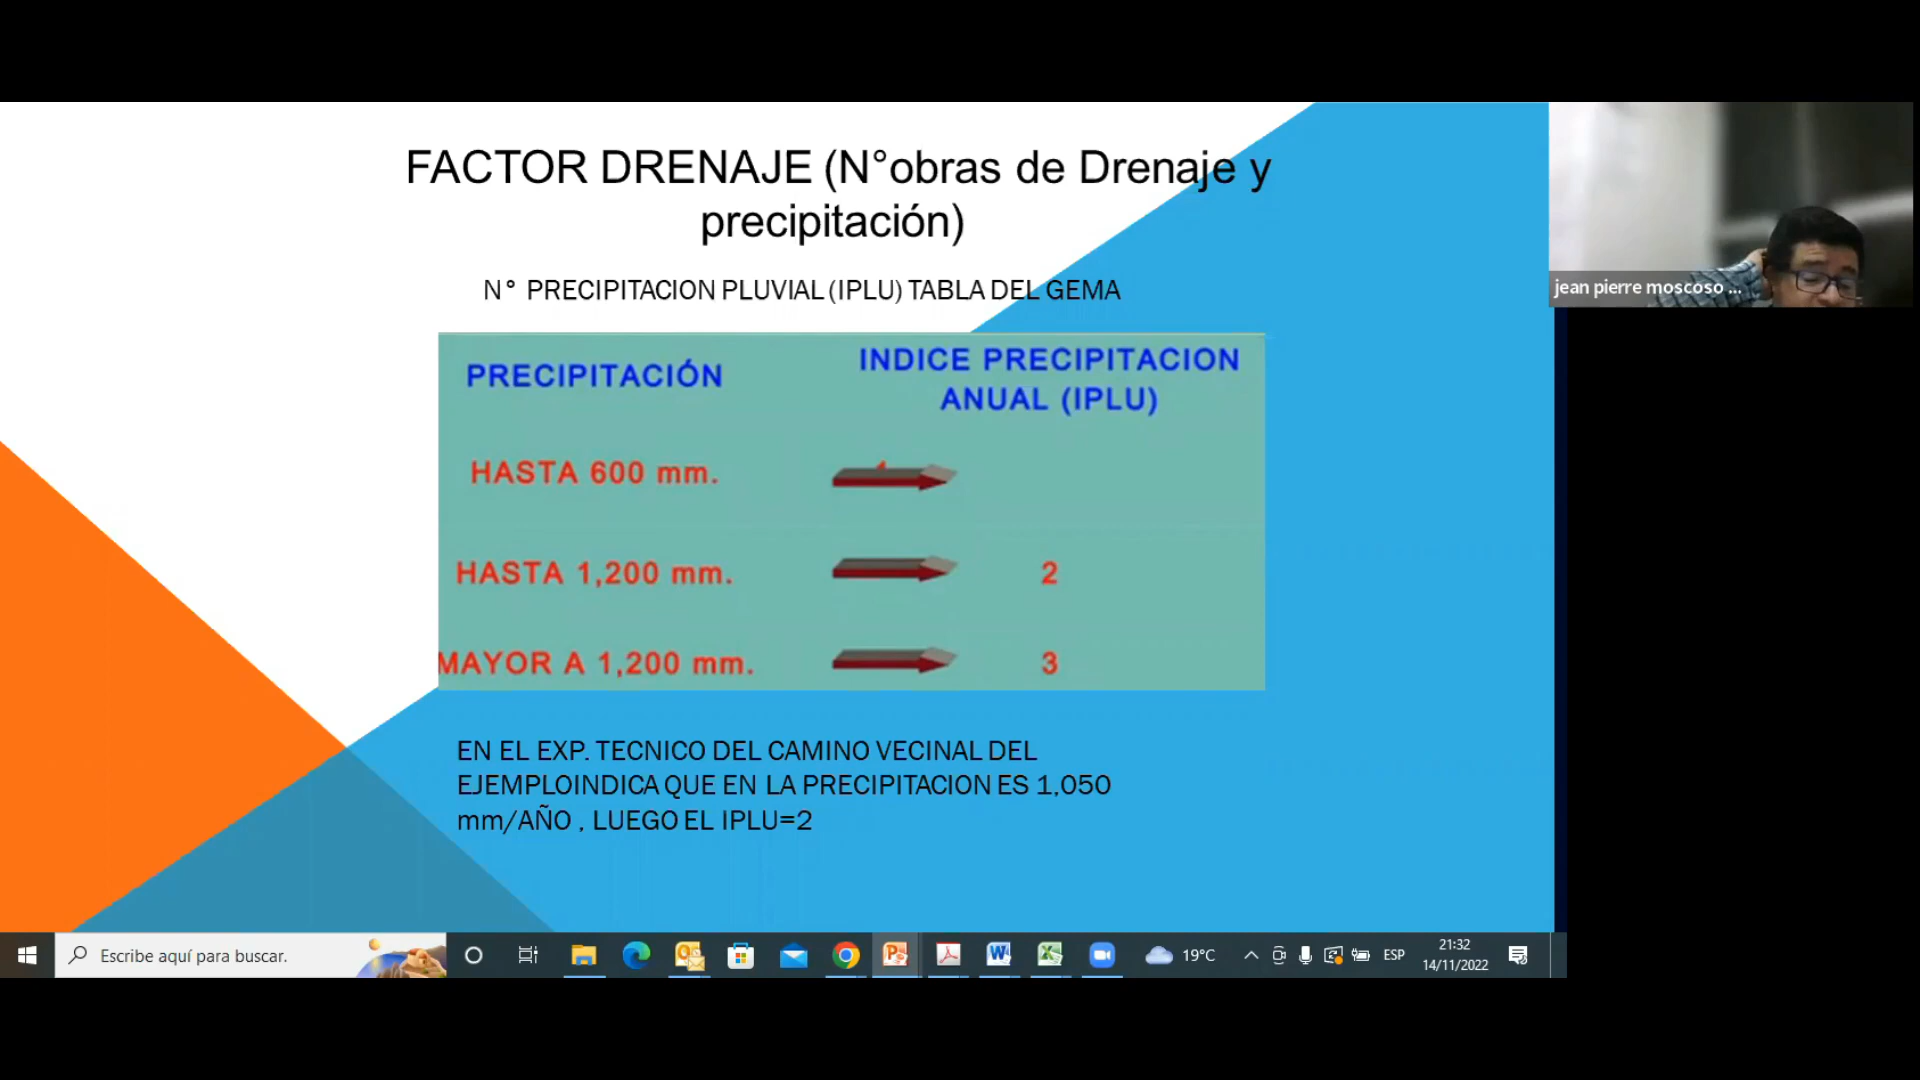 FACTOR DRENAJE (N°obras de Drenaje y
precipitación)
N° PRECIPITACION PLUVIAL (IPLU) TABLA DEL GEMA
PRECIPITACIÓN
INDICE PRECIPITACION
ANUAL (IPLU)
HASTA 600 mm.
HASTA 1,200 mm. 2
MAYOR A 1,200 mm. 3
EN EL EXP. TECNICO DEL CAMINO VECINAL DEL
EJEMPLOINDICA QUE EN LA PRECIPITACION ES 1,050
mm/AÑO , LUEGO EL IPLU=2
jean pierre moscoso ...
Escribe aquí para buscar.
19°C
ESP
21:32
14/11/2022